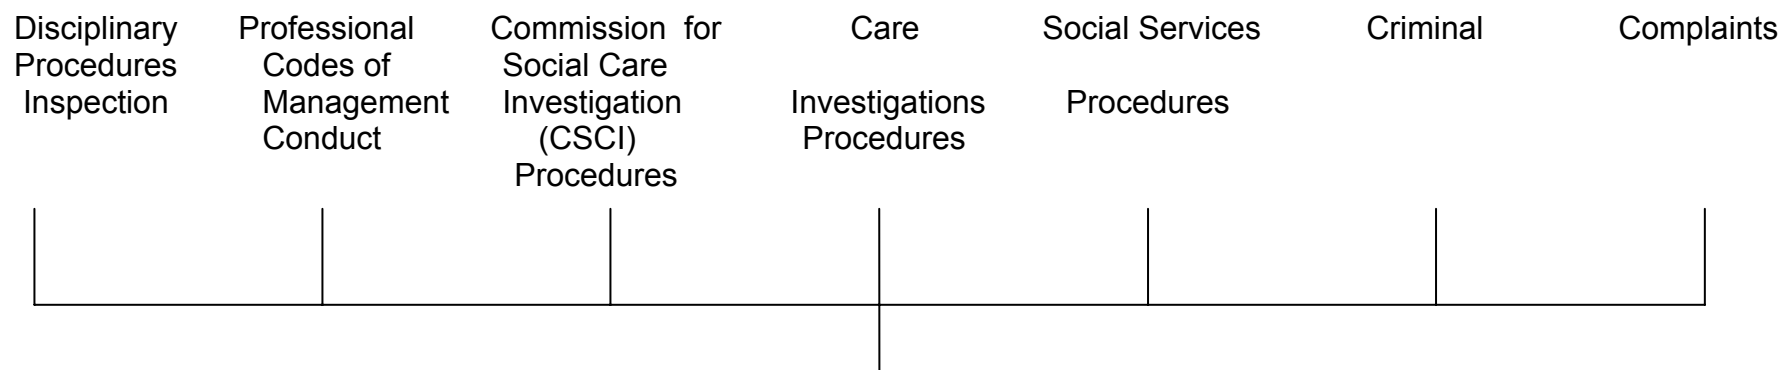 Disciplinary Professional Commission for Care Social Services Criminal Complaints
Procedures Codes of Social Care
Inspection Management Investigation Investigations Procedures
Conduct (CSCI) Procedures
Procedures